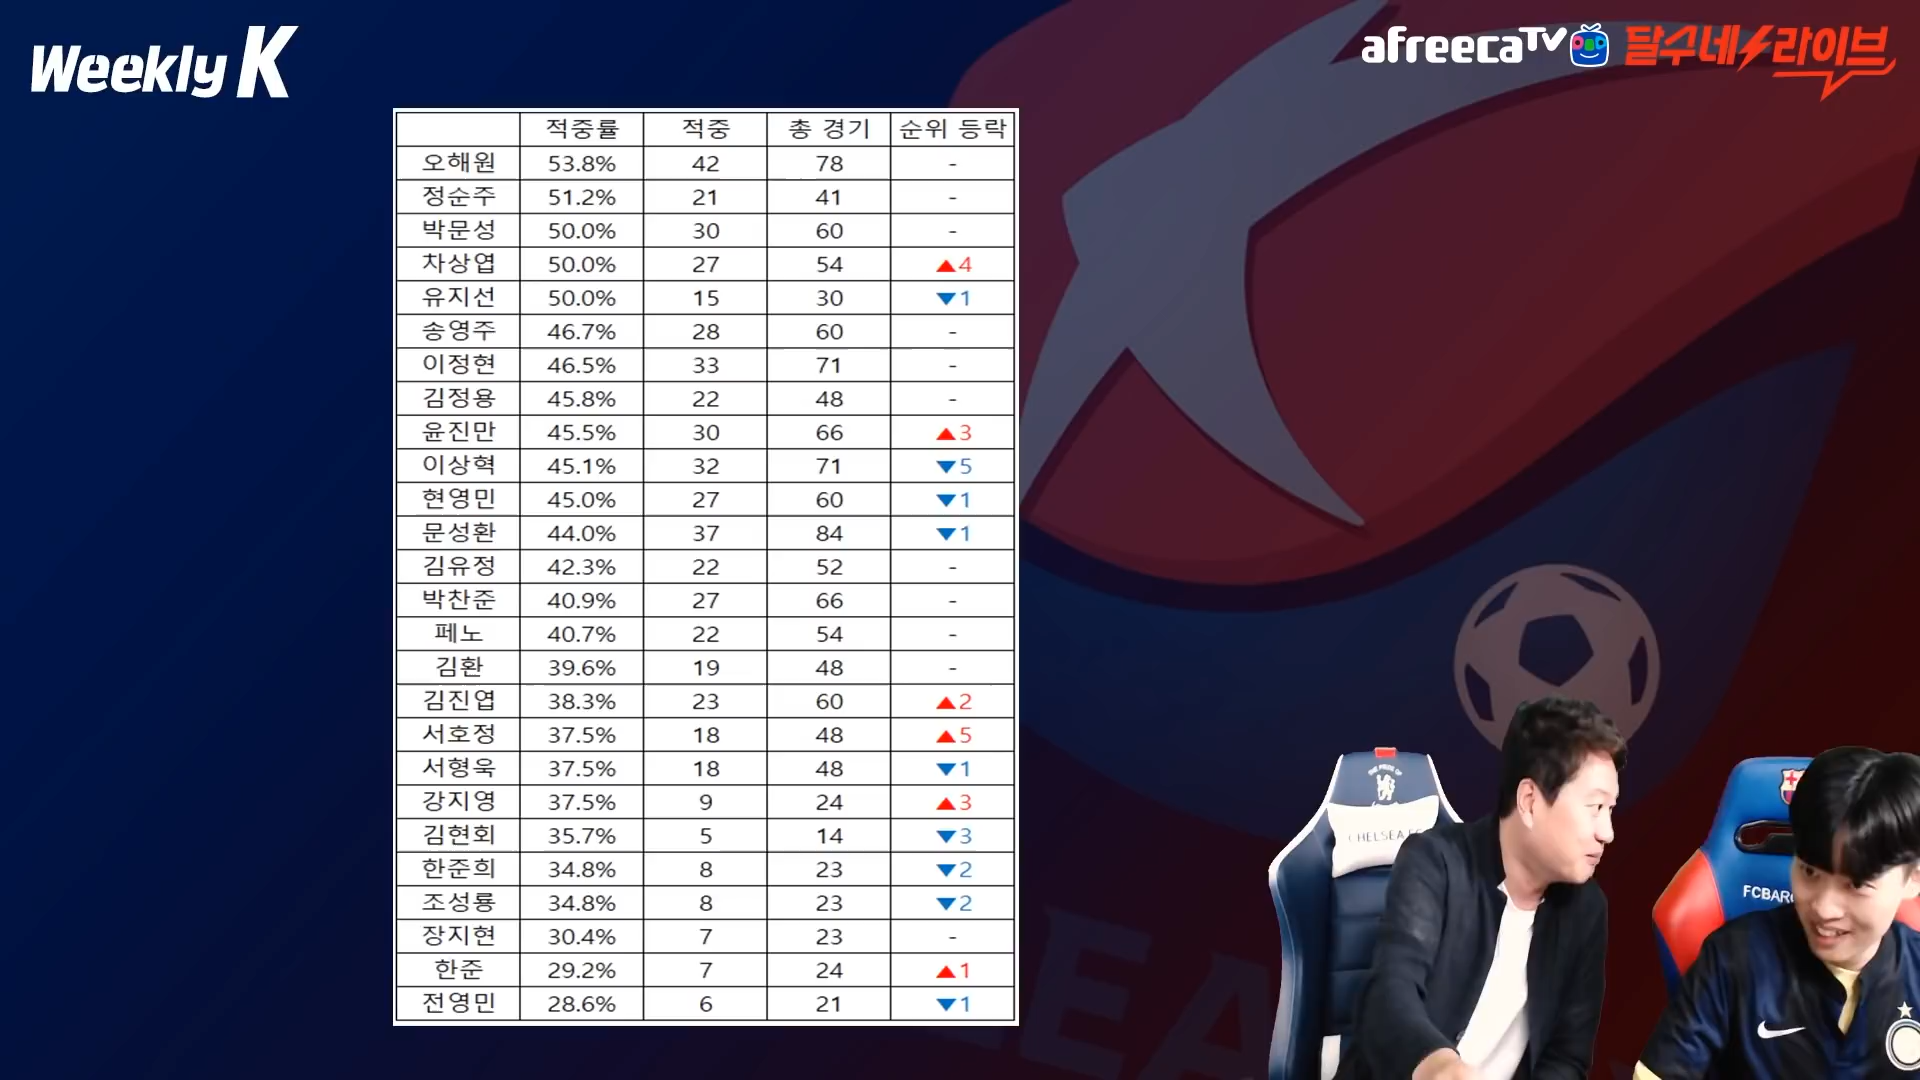 Weekly K
afreecaTV 달수네라이브
적중률 적중 총 경기 순위 등락
오해원 53.8% 42 78 -
정순주 51.2% 21 41 -
박문성 50.0% 30 60 -
차상엽 50.0% 27 54 ▲4
유지선 50.0% 15 30 ▼1
송영주 46.7% 28 60 -
이정현 46.5% 33 71 -
김정용 45.8% 22 48 -
윤진만 45.5% 30 66 ▲3
이상혁 45.1% 32 71 ▼5
현영민 45.0% 27 60 ▼1
문성환 44.0% 37 84 ▼1
김유정 42.3% 22 52 -
박찬준 40.9% 27 66 -
페노 40.7% 22 54 -
김환 39.6% 19 48 -
김진엽 38.3% 23 60 ▲2
서호정 37.5% 18 48 ▲5
서형욱 37.5% 18 48 ▼1
강지영 37.5% 9 24 ▲3
김현회 35.7% 5 14 ▼3
한준희 34.8% 8 23 ▼2
조성룡 34.8% 8 23 ▼2
장지현 30.4% 7 23 -
한준 29.2% 7 24 ▲1
전영민 28.6% 6 21 ▼1
CHELSEA FC
FCBARC